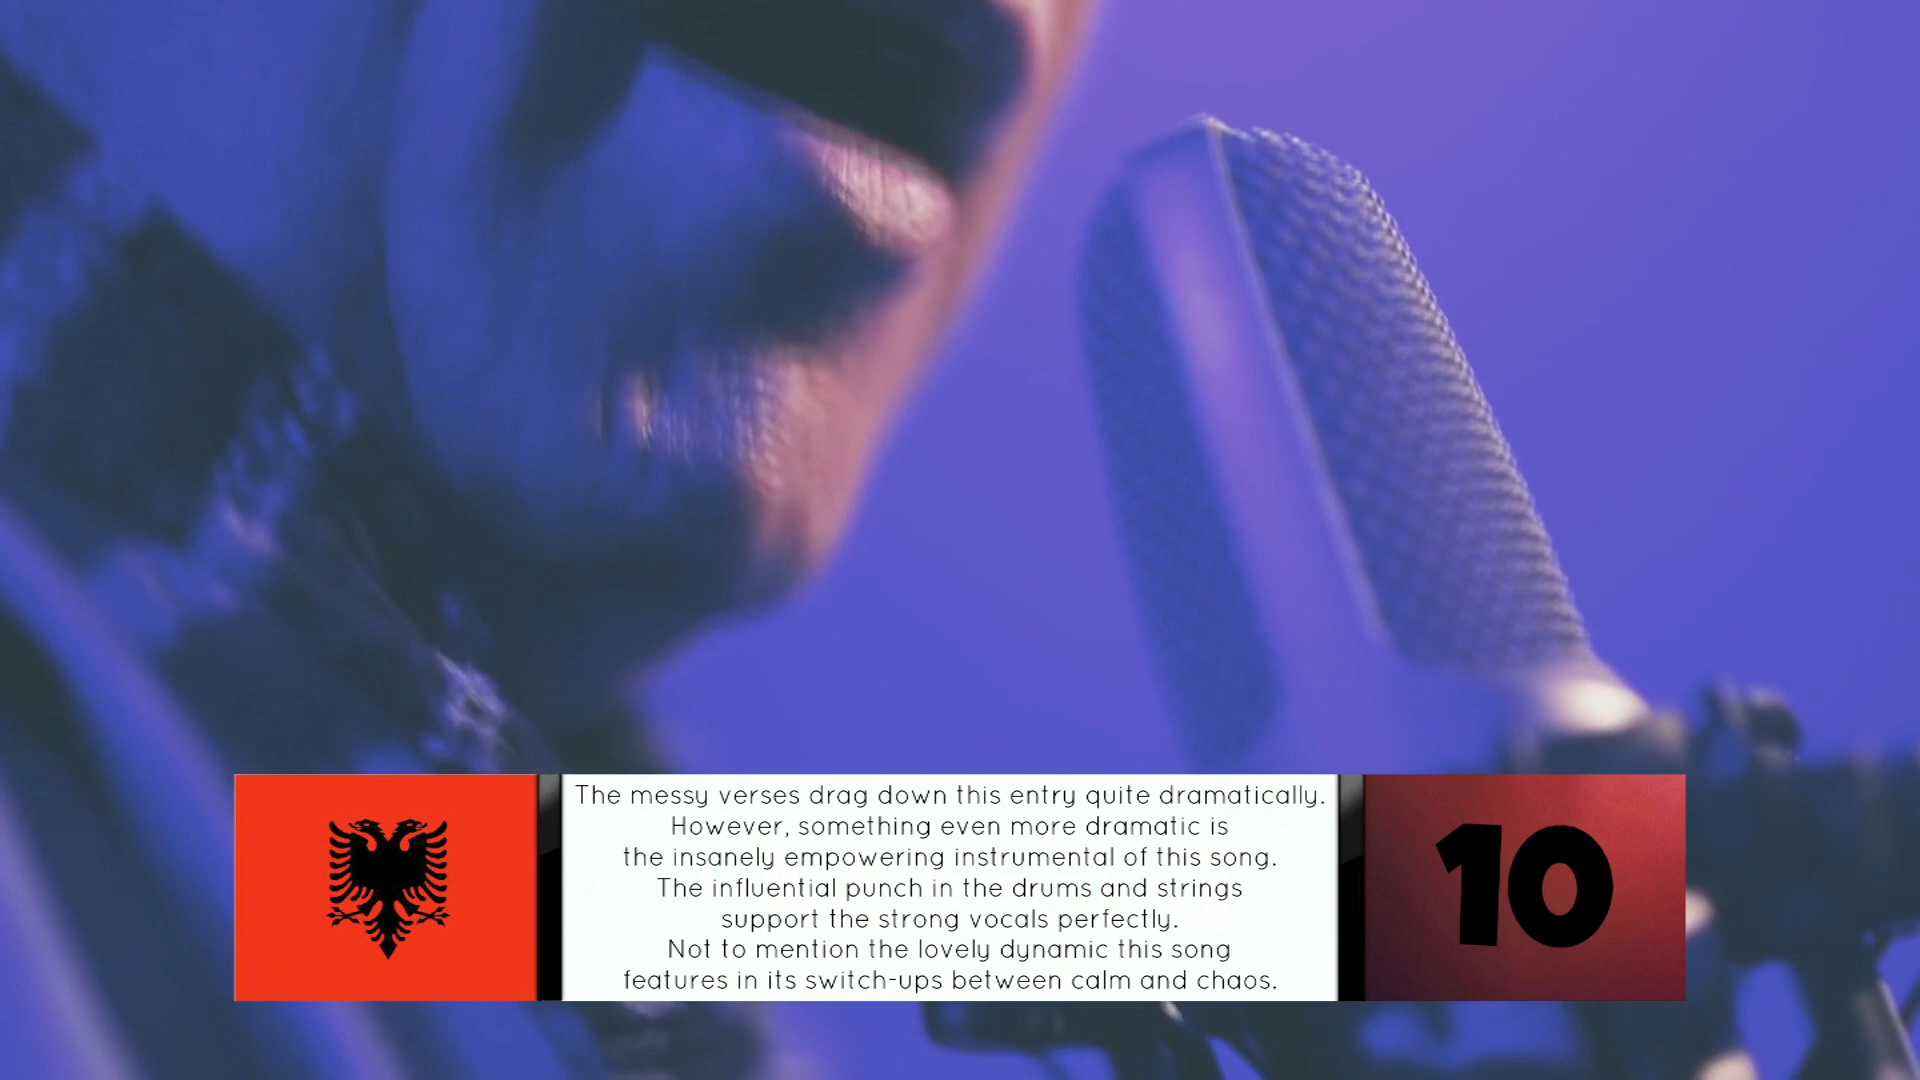 The messy verses drag down this entry quite dramatically.
However, something even more dramatic is
the insanely empowering instrumental of this song.
The influential punch in the drums and strings
support the strong vocals perfectly.
Not to mention the lovely dynamic this song
features in its switch-ups between calm and chaos.
10